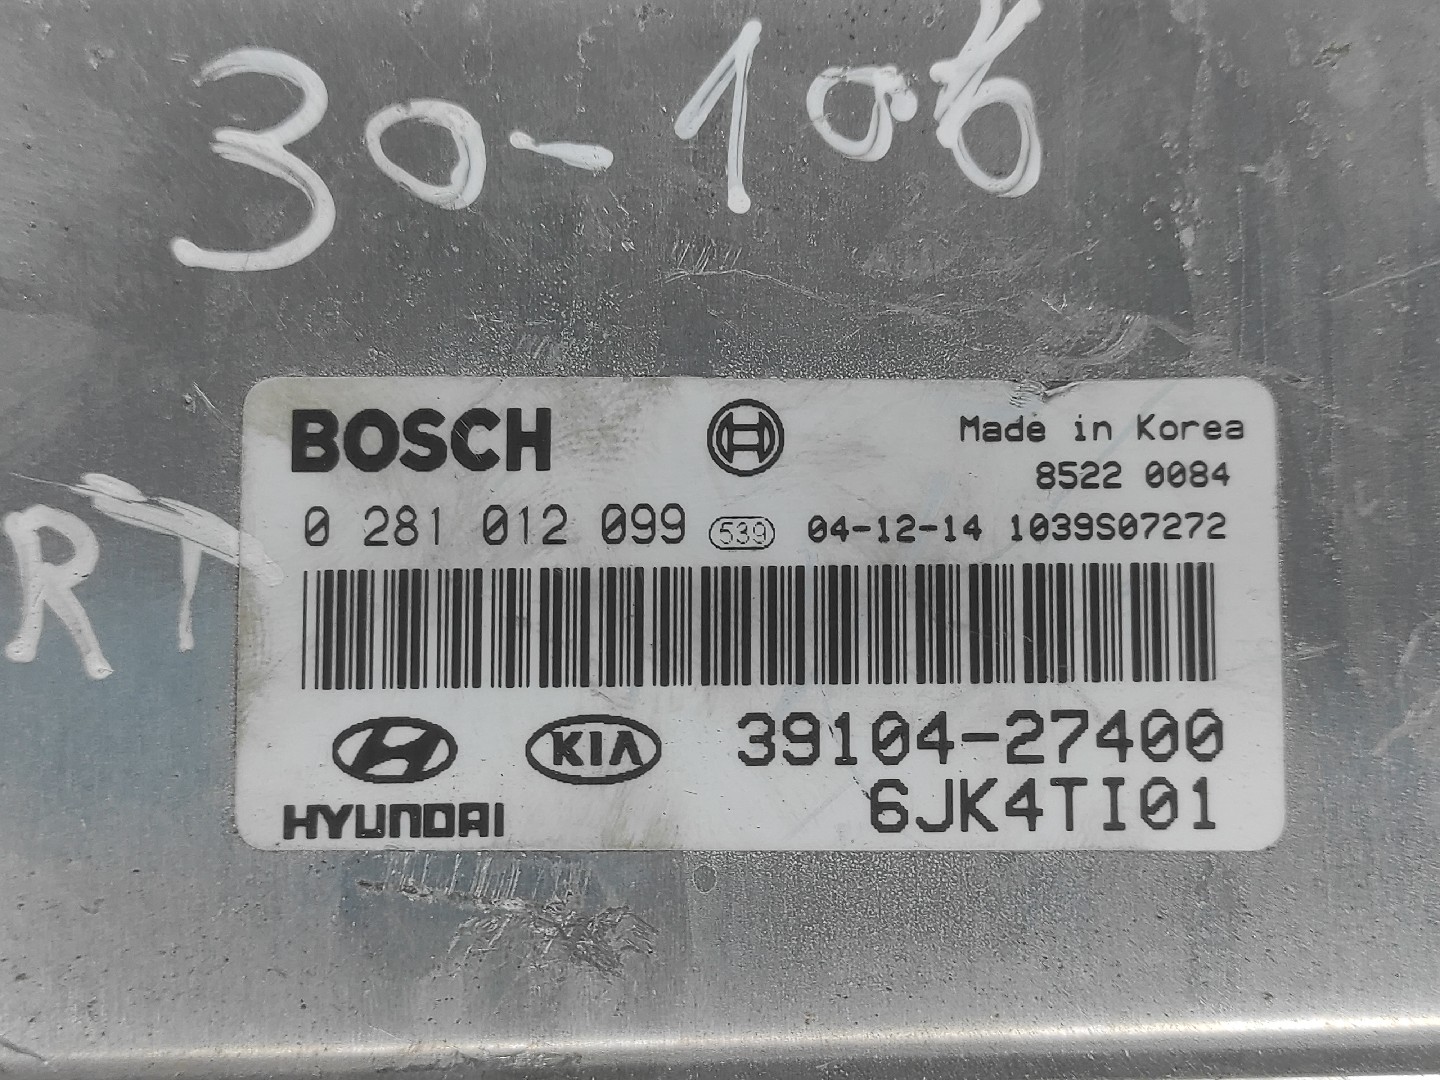 30-106
RT
BOSCH
Made in Korea
8522 0084
0 281 012 099 539 04-12-14 1039S07272
HYUNDAI
KIA
39104-27400
6JK4TI01